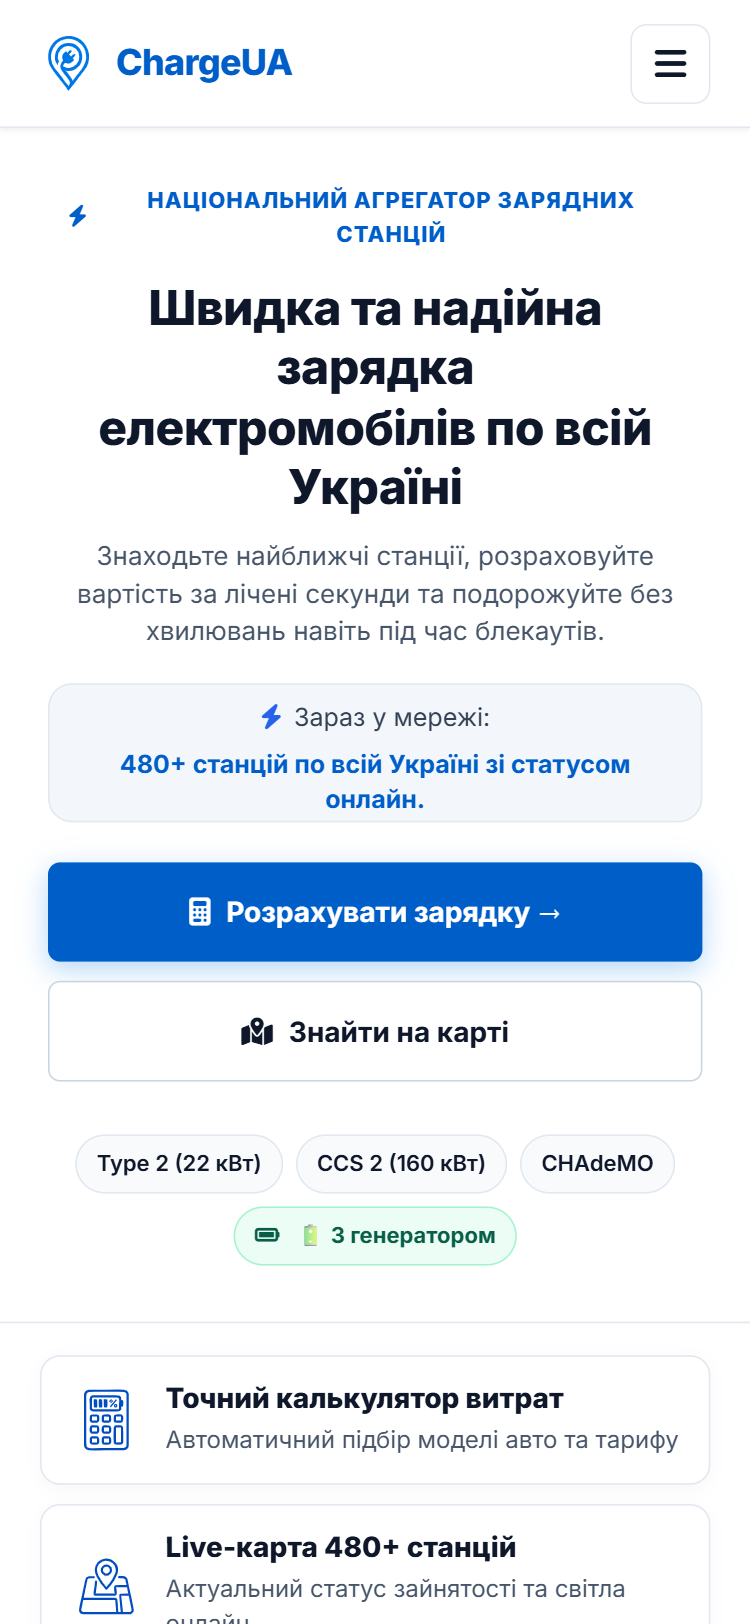 ChargeUA
НАЦІОНАЛЬНИЙ АГРЕГАТОР ЗАРЯДНИХ
СТАНЦІЙ
Швидка та надійна
зарядка
електромобілів по всій
Україні
Знаходьте найближчі станції, розраховуйте
вартість за лічені секунди та подорожуйте без
хвилювань навіть під час блекаутів.
Зараз у мережі:
480+ станцій по всій Україні зі статусом
онлайн.
Розрахувати зарядку →
Знайти на карті
Type 2 (22 кВт)
CCS 2 (160 кВт)
CHAdeMO
З генератором
Точний калькулятор витрат
Автоматичний підбір моделі авто та тарифу
Live-карта 480+ станцій
Актуальний статус зайнятості та світла
онлайн